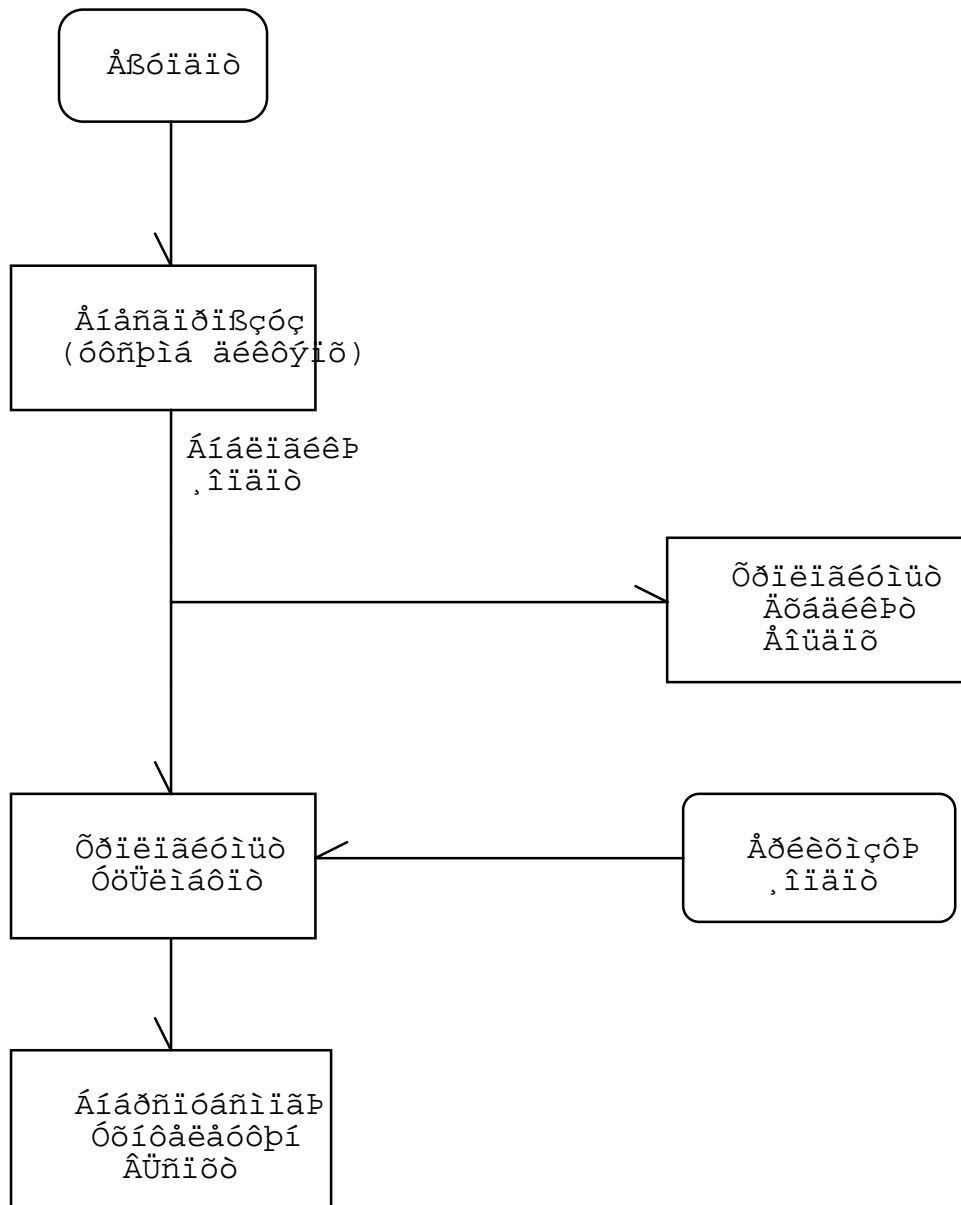 Åßóïäïò
Åíåñãïðïßçóç
(óôñþìá äéêôýïõ)
ÁíáëïãéêÞ
¸îïäïò
Õðïëïãéóìüò
ÄõáäéêÞò
Åîüäïõ
Õðïëïãéóìüò
ÓöÜëìáôïò
ÅðéèõìçôÞ
¸îïäïò
ÁíáðñïóáñìïãÞ
Óõíôåëåóôþí
ÂÜñïõò